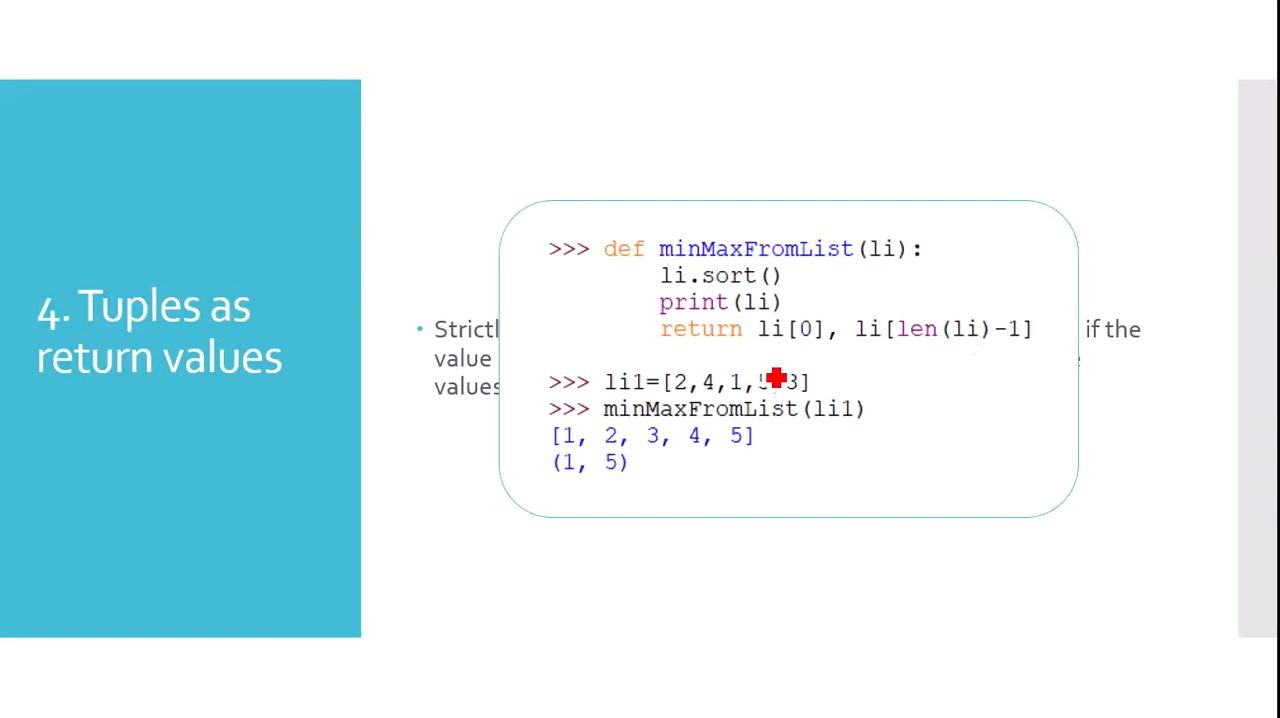 4. Tuples as
return values
>>> def minMaxFromList(li):
li.sort()
print(li)
return li[0], li[len(li)-1]
• if the
value
values
>>> li1=[2,4,1, 3]
>>> minMaxFromList(li1)
[1, 2, 3, 4, 5]
(1, 5)